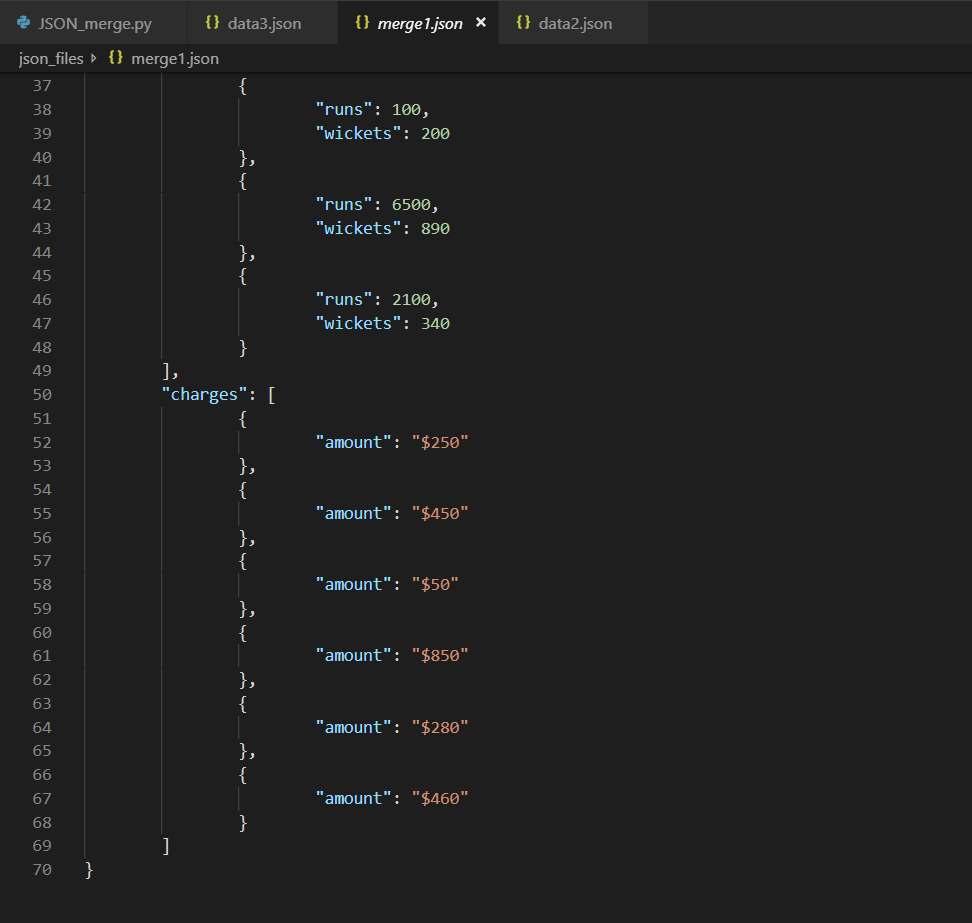 JSON_merge.py {} data3.json {} merge1.json × {} data2.json
json_files {} merge1.json
37 {
38 "runs": 100,
39 "wickets": 200
40 },
41 {
42 "runs": 6500,
43 "wickets": 890
44 },
45 {
46 "runs": 2100,
47 "wickets": 340
48 }
49 ],
50 "charges": [
51 {
52 "amount": "$250"
53 },
54 {
55 "amount": "$450"
56 },
57 {
58 "amount": "$50"
59 },
60 {
61 "amount": "$850"
62 },
63 {
64 "amount": "$280"
65 },
66 {
67 "amount": "$460"
68 }
69 ]
70 }